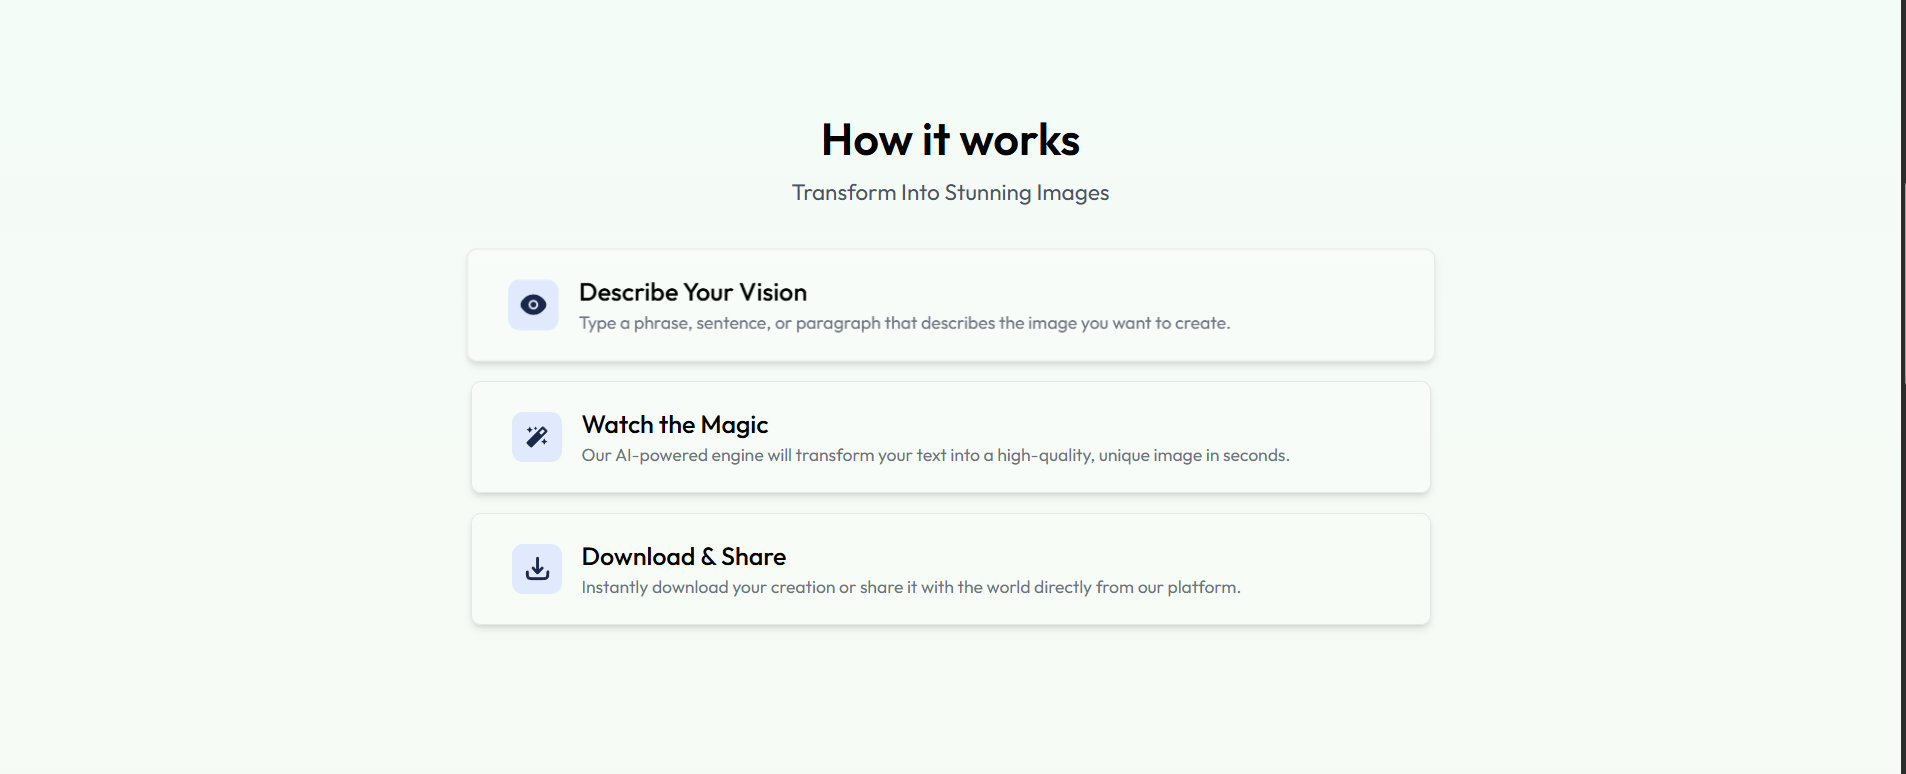 How it works
Transform Into Stunning Images
Describe Your Vision
Type a phrase, sentence, or paragraph that describes the image you want to create.
Watch the Magic
Our AI-powered engine will transform your text into a high-quality, unique image in seconds.
Download & Share
Instantly download your creation or share it with the world directly from our platform.